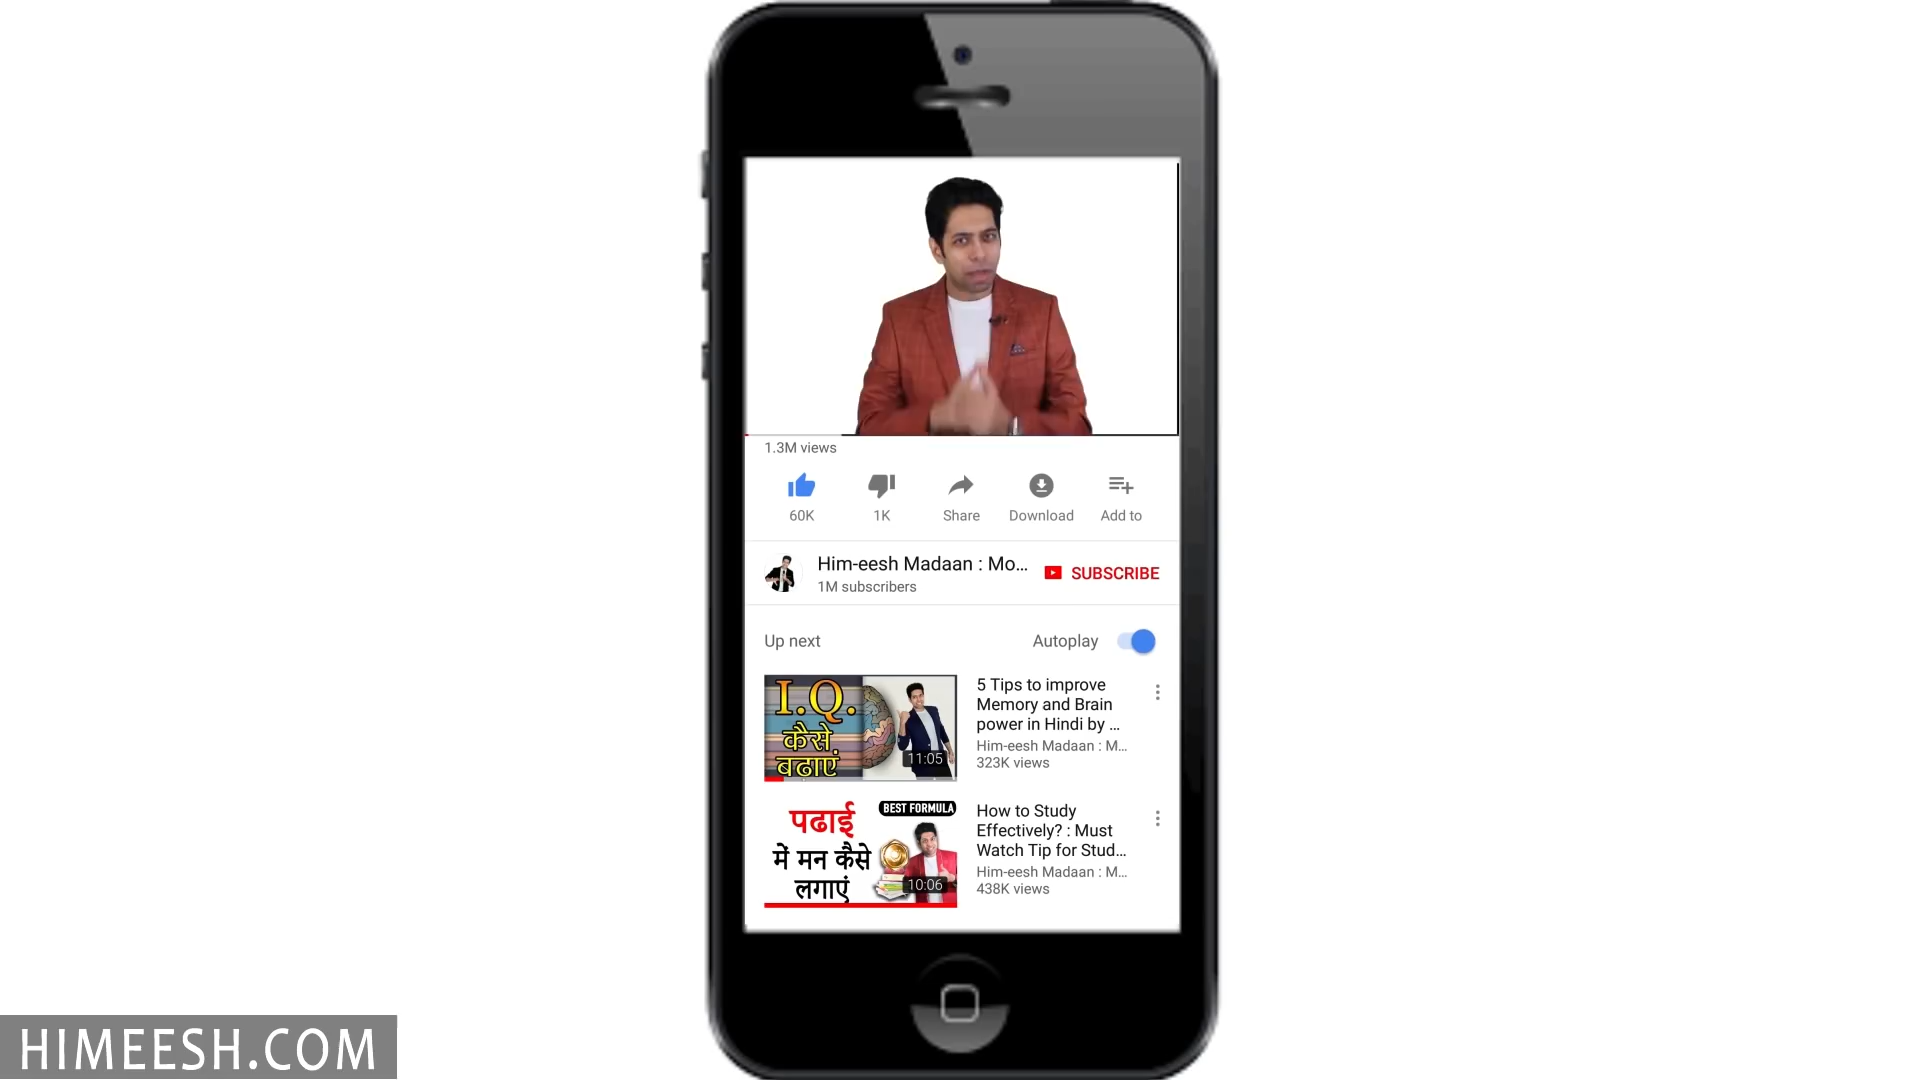 1.3M views
60K
1K
Share
Download
Add to
Him-eesh Madaan : Mo...
1M subscribers
SUBSCRIBE
Up next
Autoplay
I.Q.
कैसे
बढाएं
11:05
5 Tips to improve
Memory and Brain
power in Hindi by ...
Him-eesh Madaan : M...
323K views
BEST FORMULA
पढाई
में मन कैसे
लगाएं
10:06
How to Study
Effectively? : Must
Watch Tip for Stud...
Him-eesh Madaan : M...
438K views
HIMEESH.COM